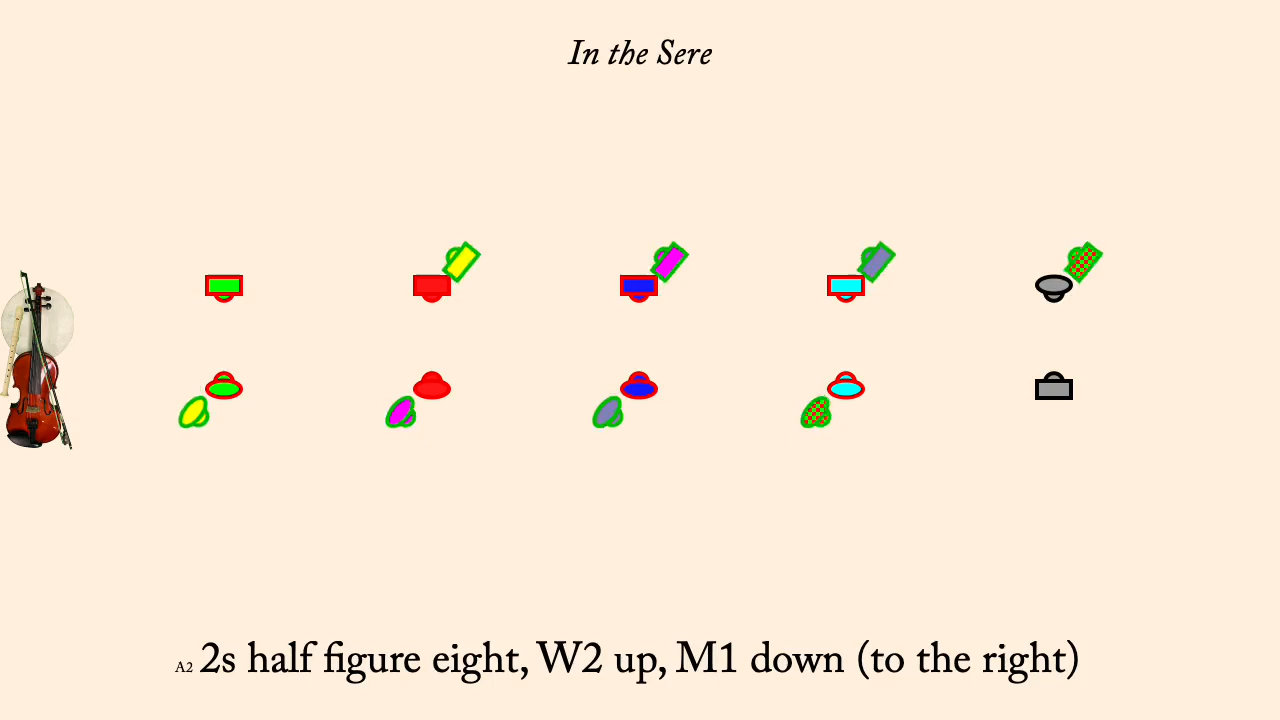 In the Sere
A2 2s half figure eight, W2 up, M1 down (to the right)